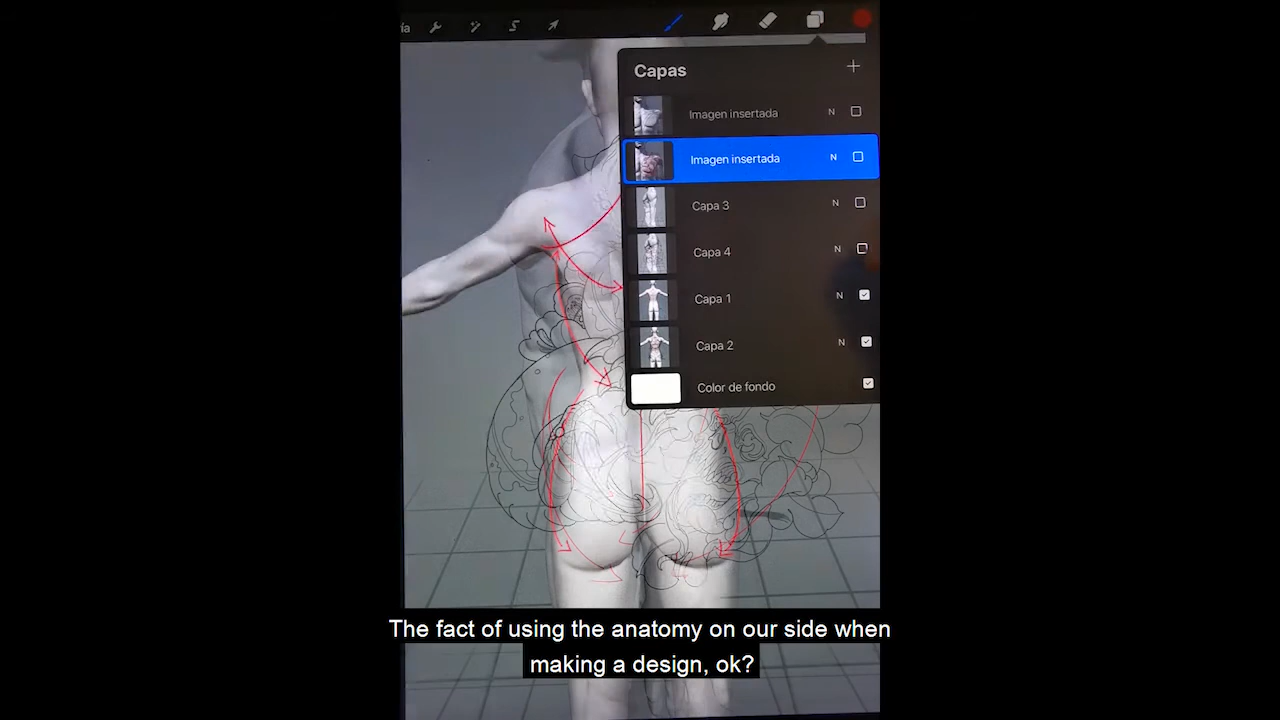 ía
Capas
Imagen insertada N
Imagen insertada N
Capa 3 N
Capa 4 N
Capa 1 N
Capa 2 N
Color de fondo
The fact of using the anatomy on our side when
making a design, ok?